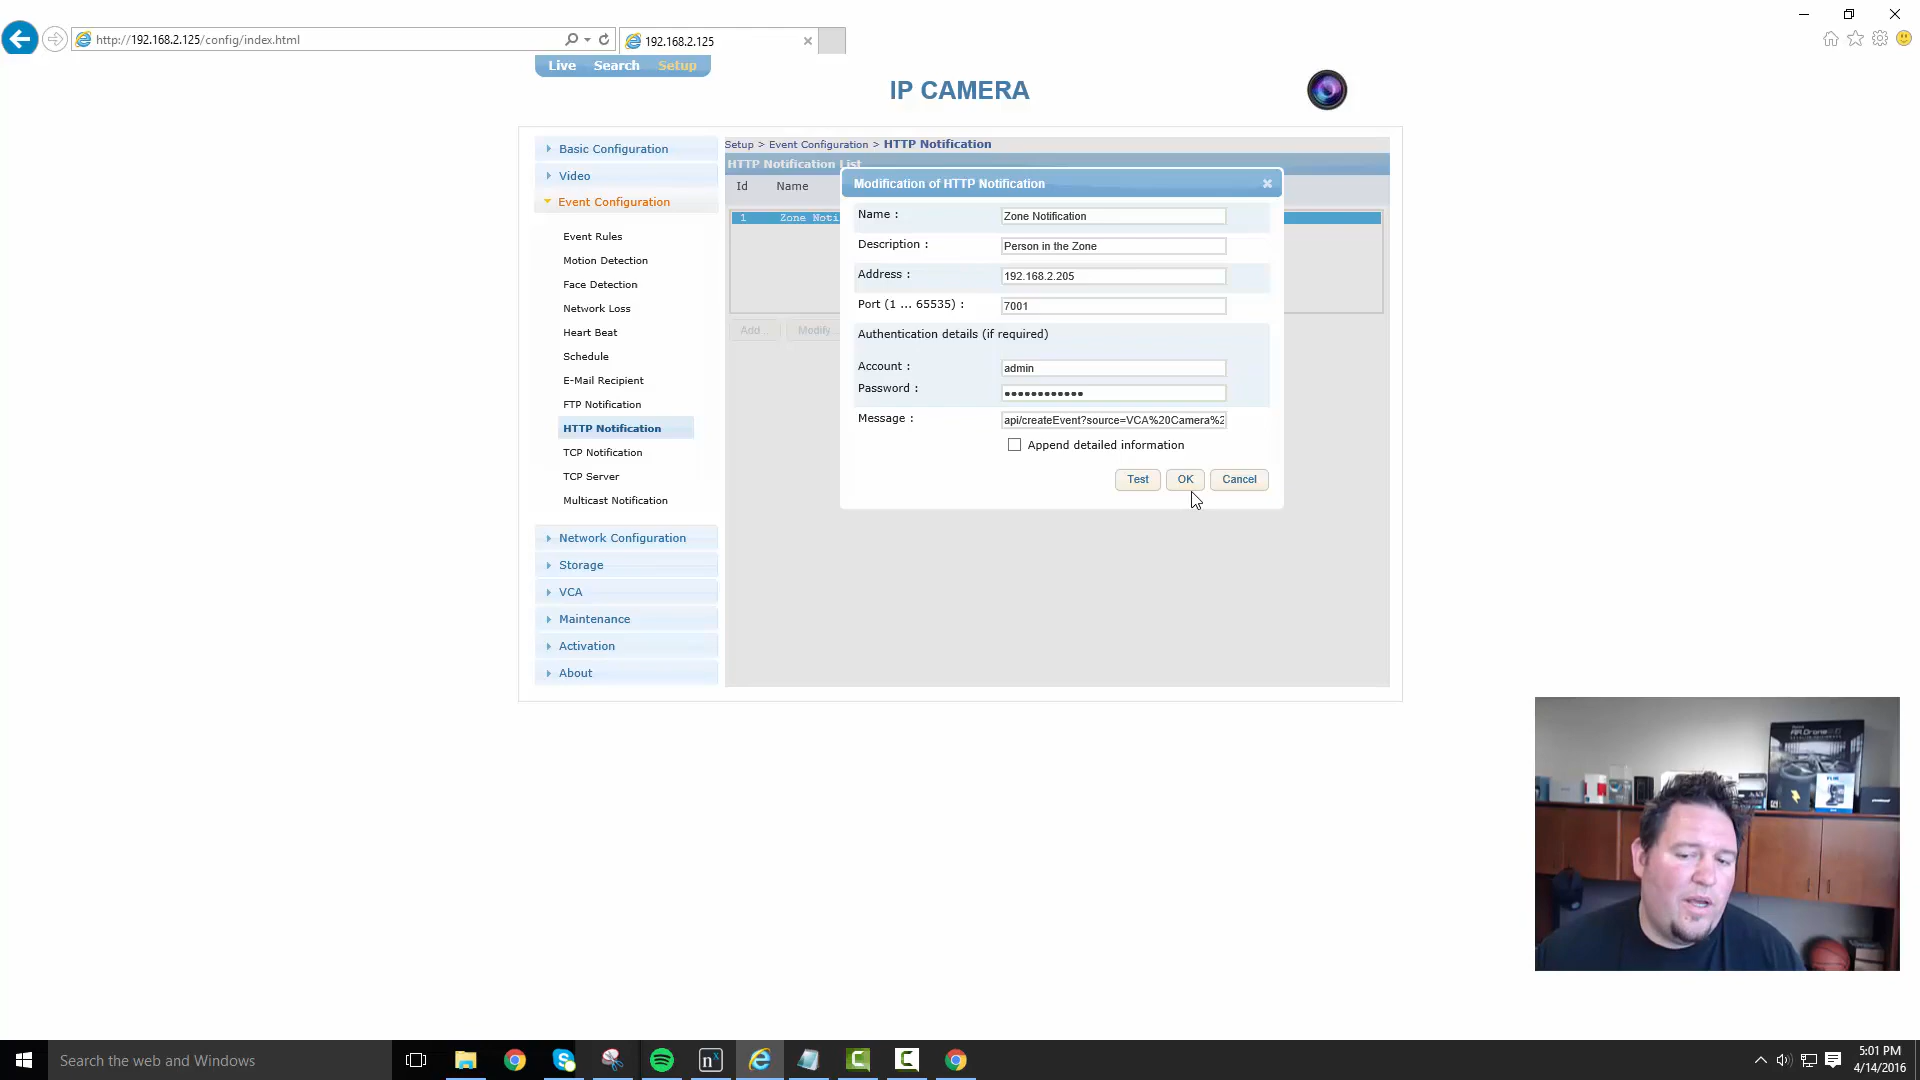 http://192.168.2.125/config/index.html
192.168.2.125
Live Search Setup
IP CAMERA
Basic Configuration
Video
Event Configuration
Event Rules
Motion Detection
Face Detection
Network Loss
Heart Beat
Schedule
E-Mail Recipient
FTP Notification
HTTP Notification
TCP Notification
TCP Server
Multicast Notification
Network Configuration
Storage
VCA
Maintenance
Activation
About
Setup > Event Configuration > HTTP Notification
HTTP Notification List
Id Name
1 Zone Noti
Add... Modify...
Modification of HTTP Notification
Name : Zone Notification
Description : Person in the Zone
Address : 192.168.2.205
Port (1 ... 65535) : 7001
Authentication details (if required)
Account : admin
Password : ••••••••••••
Message : api/createEvent?source=VCA%20Camera%2
Append detailed information
Test OK Cancel
AR.Drone2.0
Search the web and Windows
5:01 PM
4/14/2016